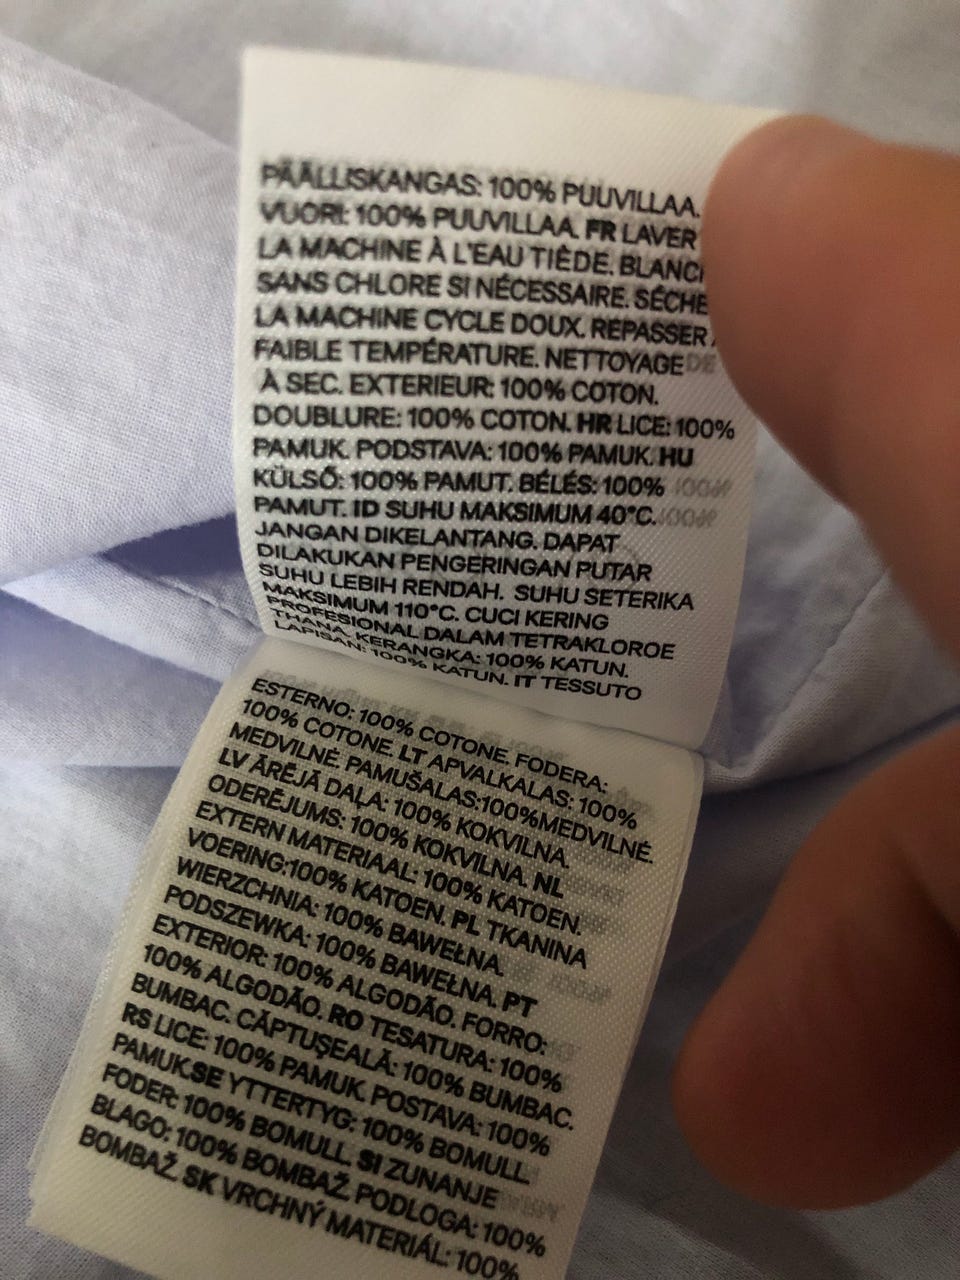 PÄÄLLISKANGAS: 100% PUUVILLAA.
VUORI: 100% PUUVILLAA. FR LAVER
LA MACHINE À L'EAU TIÈDE. BLANCI
SANS CHLORE SI NÉCESSAIRE. SÉCHE
LA MACHINE CYCLE DOUX. REPASSER
FAIBLE TEMPÉRATURE. NETTOYAGE
À SEC. EXTERIEUR: 100% COTON.
DOUBLURE: 100% COTON. HR LICE: 100%
PAMUK. PODSTAVA: 100% PAMUK. HU
KÜLSŐ: 100% PAMUT. BÉLÉS: 100%
PAMUT. ID SUHU MAKSIMUM 40°C.
JANGAN DIKELANTANG. DAPAT
DILAKUKAN PENGERINGAN PUTAR
SUHU LEBIH RENDAH. SUHU SETERIKA
MAKSIMUM 110°C. CUCI KERING
PROFESIONAL DALAM TETRAKLOROE
THANA. KERANGKA: 100% KATUN.
LAPISAN: 100% KATUN. IT TESSUTO
ESTERNO: 100% COTONE. FODERA:
100% COTONE. LT APVALKALAS: 100%
MEDVILNĖ. PAMUŠALAS:100%MEDVILNĖ.
LV ĀRĒJĀ DAĻA: 100% KOKVILNA.
ODERĒJUMS: 100% KOKVILNA. NL
EXTERN MATERIAAL: 100% KATOEN.
VOERING:100% KATOEN. PL TKANINA
WIERZCHNIA: 100% BAWEŁNA.
PODSZEWKA: 100% BAWEŁNA. PT
EXTERIOR: 100% ALGODÃO. FORRO:
100% ALGODÃO. RO TESATURA: 100%
BUMBAC. CĂPTUŞEALĂ: 100% BUMBAC.
RS LICE: 100% PAMUK. POSTAVA: 100%
PAMUK.SE YTTERTYG: 100% BOMULL.
FODER: 100% BOMULL. SI ZUNANJE
BLAGO: 100% BOMBAŽ. PODLOGA: 100%
BOMBAŽ. SK VRCHNÝ MATERIÁL: 100%